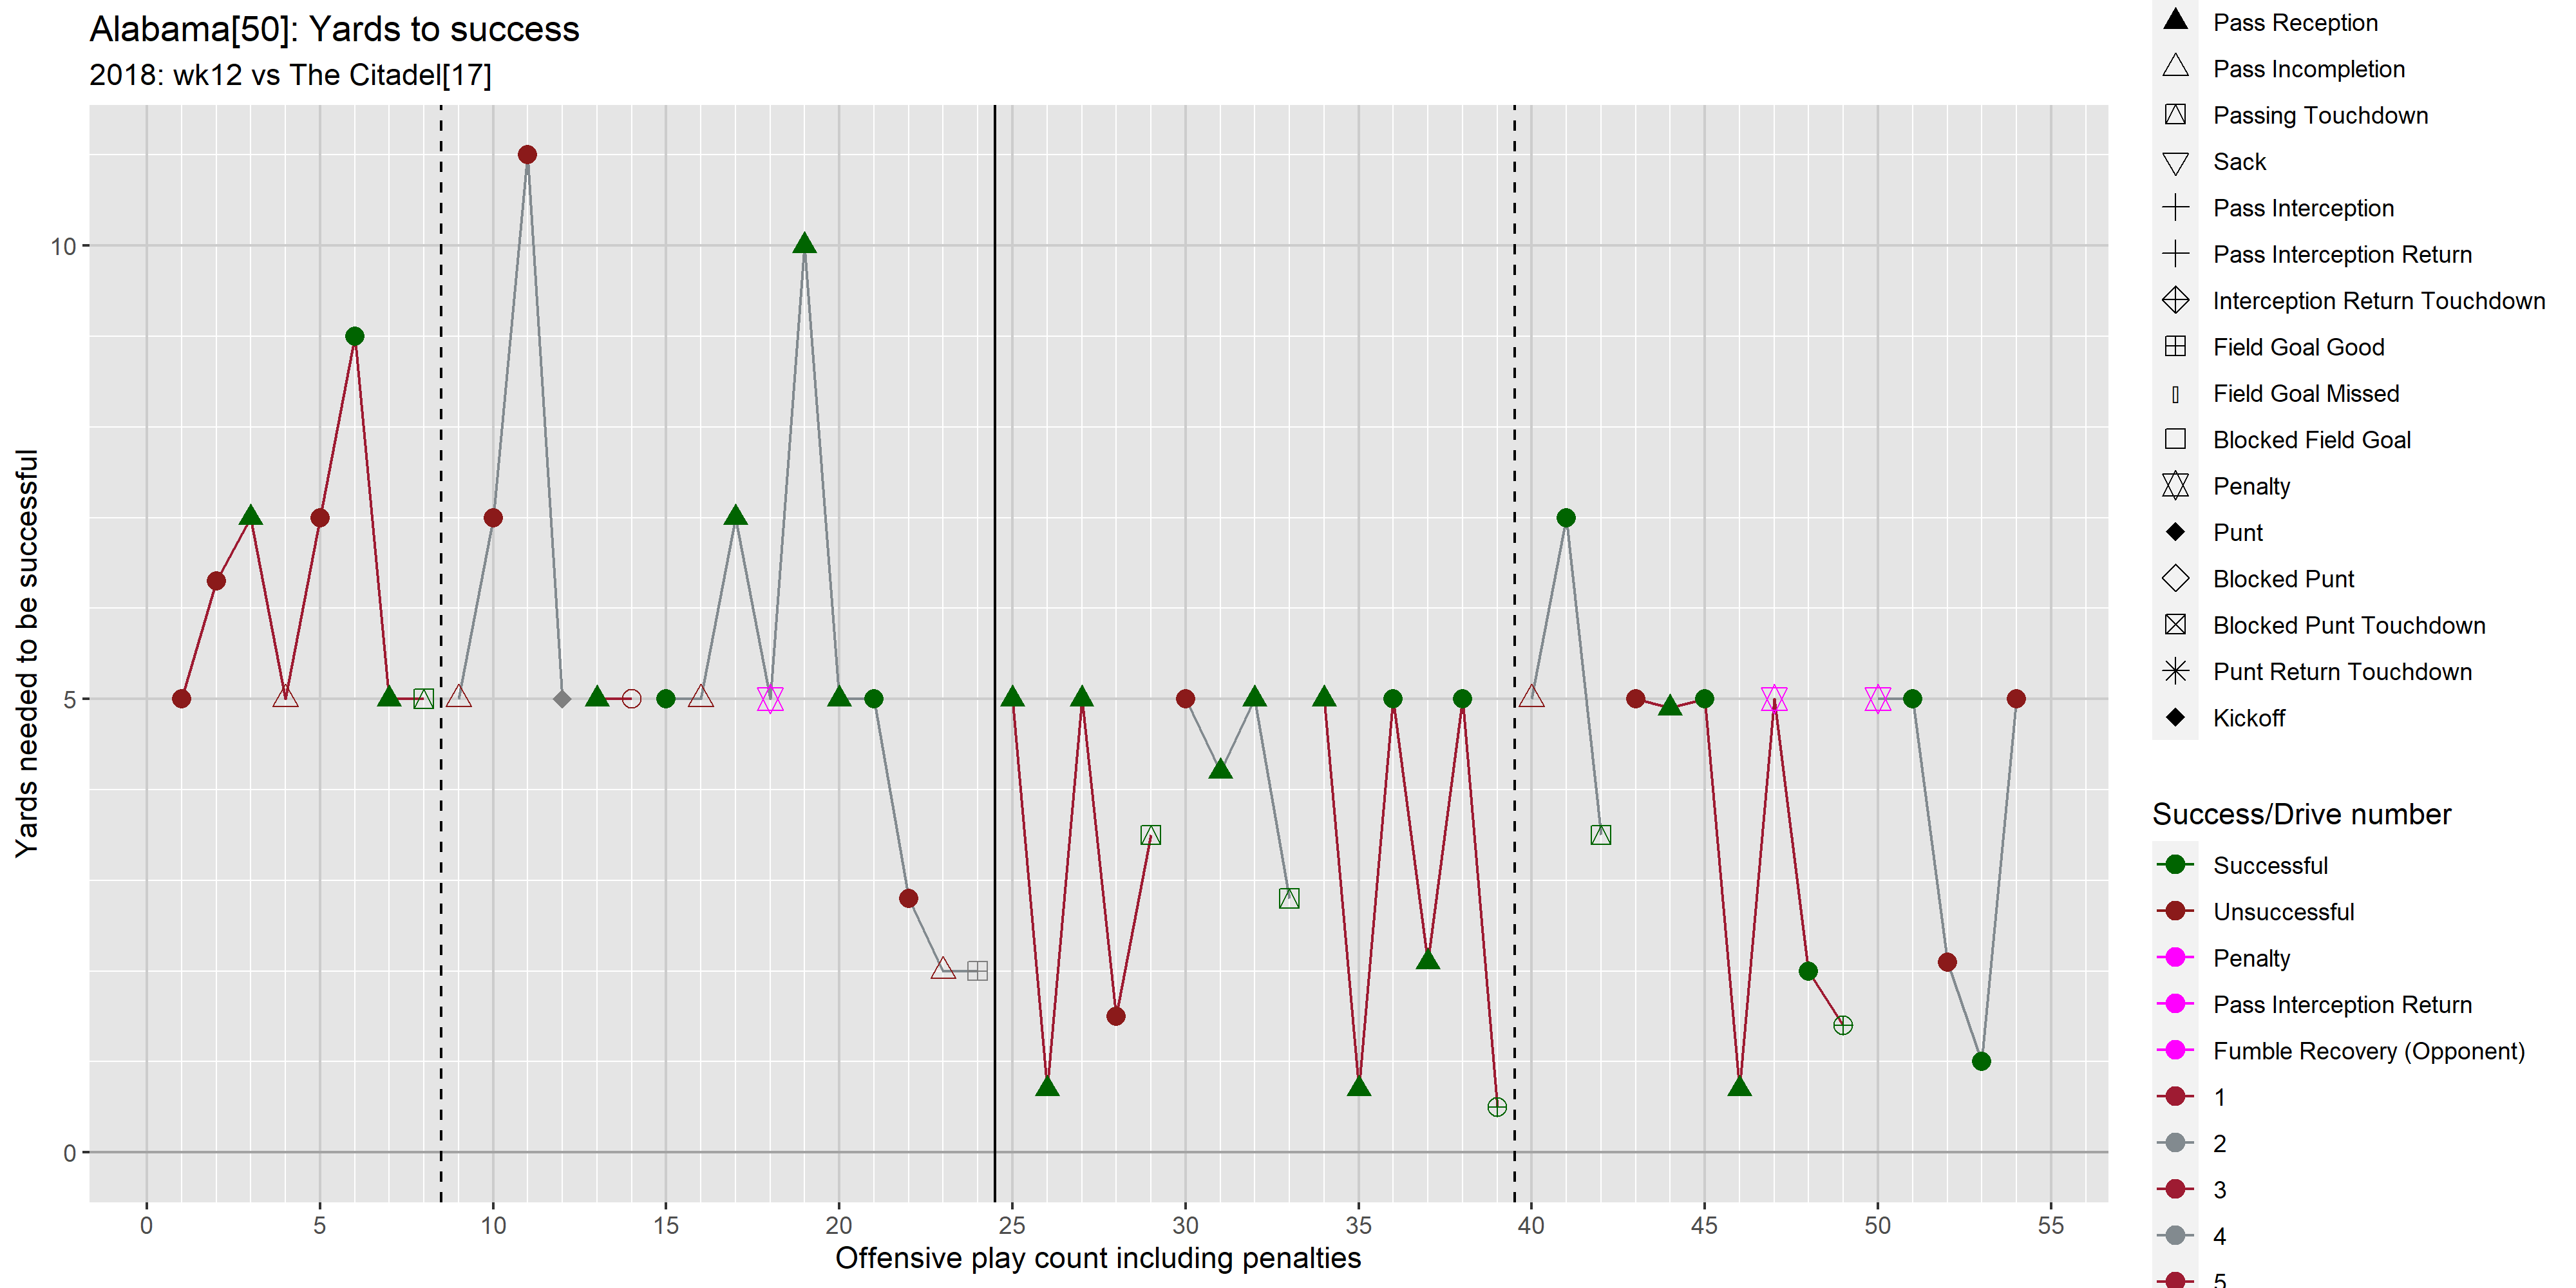 Alabama[50]: Yards to success
2018: wk12 vs The Citadel[17]
Yards needed to be successful
10
5
0
0 5 10 15 20 25 30 35 40 45 50 55
Offensive play count including penalties
Pass Reception
Pass Incompletion
Passing Touchdown
Sack
Pass Interception
Pass Interception Return
Interception Return Touchdown
Field Goal Good
Field Goal Missed
Blocked Field Goal
Penalty
Punt
Blocked Punt
Blocked Punt Touchdown
Punt Return Touchdown
Kickoff
Success/Drive number
Successful
Unsuccessful
Penalty
Pass Interception Return
Fumble Recovery (Opponent)
1
2
3
4
5